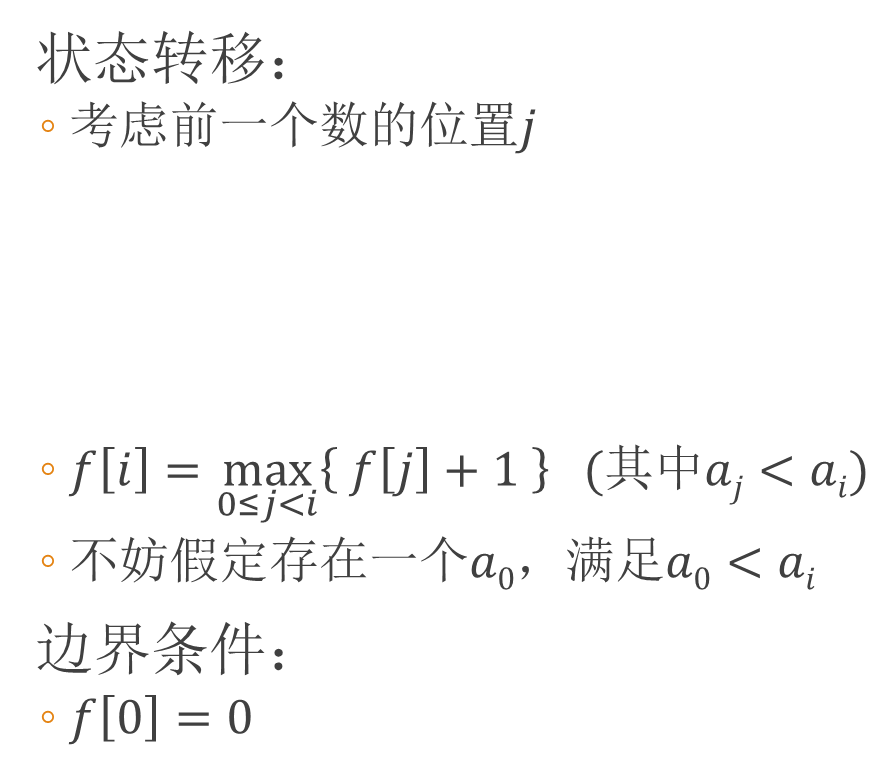 状态转移：
◦ 考虑前一个数的位置j
◦ f[i] = max{ f[j] + 1 } (其中a_j < a_i)
0≤j<i
◦ 不妨假定存在一个a_0，满足a_0 < a_i
边界条件：
◦ f[0] = 0